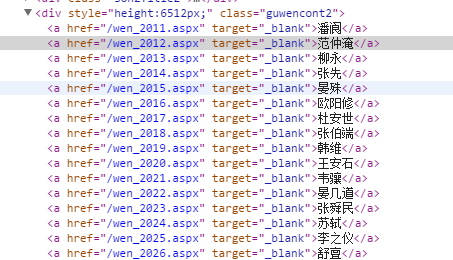 ▼<div style="height:6512px;" class="guwencont2">
<a href="/wen_2011.aspx" target="_blank">潘阆</a>
<a href="/wen_2012.aspx" target="_blank">范仲淹</a>
<a href="/wen_2013.aspx" target="_blank">柳永</a>
<a href="/wen_2014.aspx" target="_blank">张先</a>
<a href="/wen_2015.aspx" target="_blank">晏殊</a>
<a href="/wen_2016.aspx" target="_blank">欧阳修</a>
<a href="/wen_2017.aspx" target="_blank">杜安世</a>
<a href="/wen_2018.aspx" target="_blank">张伯端</a>
<a href="/wen_2019.aspx" target="_blank">韩维</a>
<a href="/wen_2020.aspx" target="_blank">王安石</a>
<a href="/wen_2021.aspx" target="_blank">韦骧</a>
<a href="/wen_2022.aspx" target="_blank">晏几道</a>
<a href="/wen_2023.aspx" target="_blank">张舜民</a>
<a href="/wen_2024.aspx" target="_blank">苏轼</a>
<a href="/wen_2025.aspx" target="_blank">李之仪</a>
<a href="/wen_2026.aspx" target="_blank">舒亶</a>